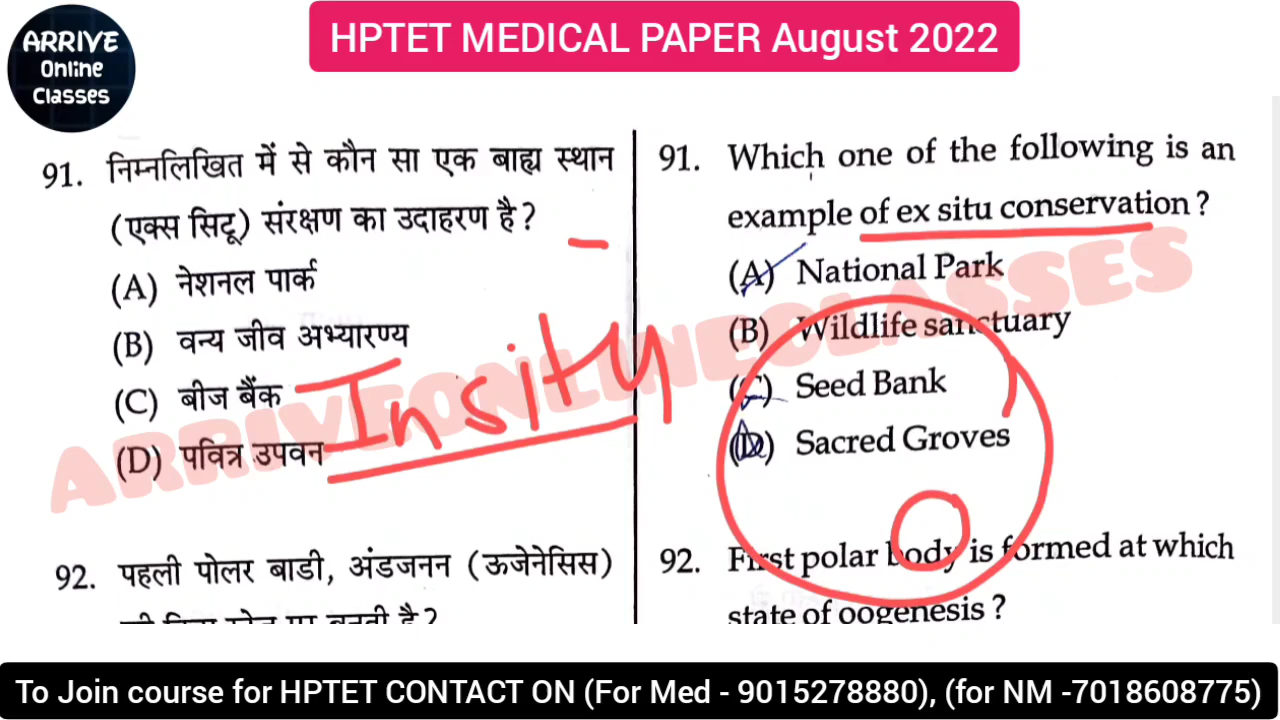 ARRIVE
Online
Classes
HPTET MEDICAL PAPER August 2022
91. निम्नलिखित में से कौन सा एक बाह्य स्थान
(एक्स सिटू) संरक्षण का उदाहरण है?
(A) नेशनल पार्क
(B) वन्य जीव अभ्यारण्य
(C) बीज बैंक
(D) पवित्र उपवन
92. पहली पोलर बाडी, अंडजनन (ऊजेनेसिस)
91. Which one of the following is an
example of ex situ conservation?
(A) National Park
(B) Wildlife sanctuary
(C) Seed Bank
(D) Sacred Groves
92. First polar body is formed at which
state of oogenesis?
In sity
ARRIVEONLINECLASSES
To Join course for HPTET CONTACT ON (For Med - 9015278880), (for NM -7018608775)